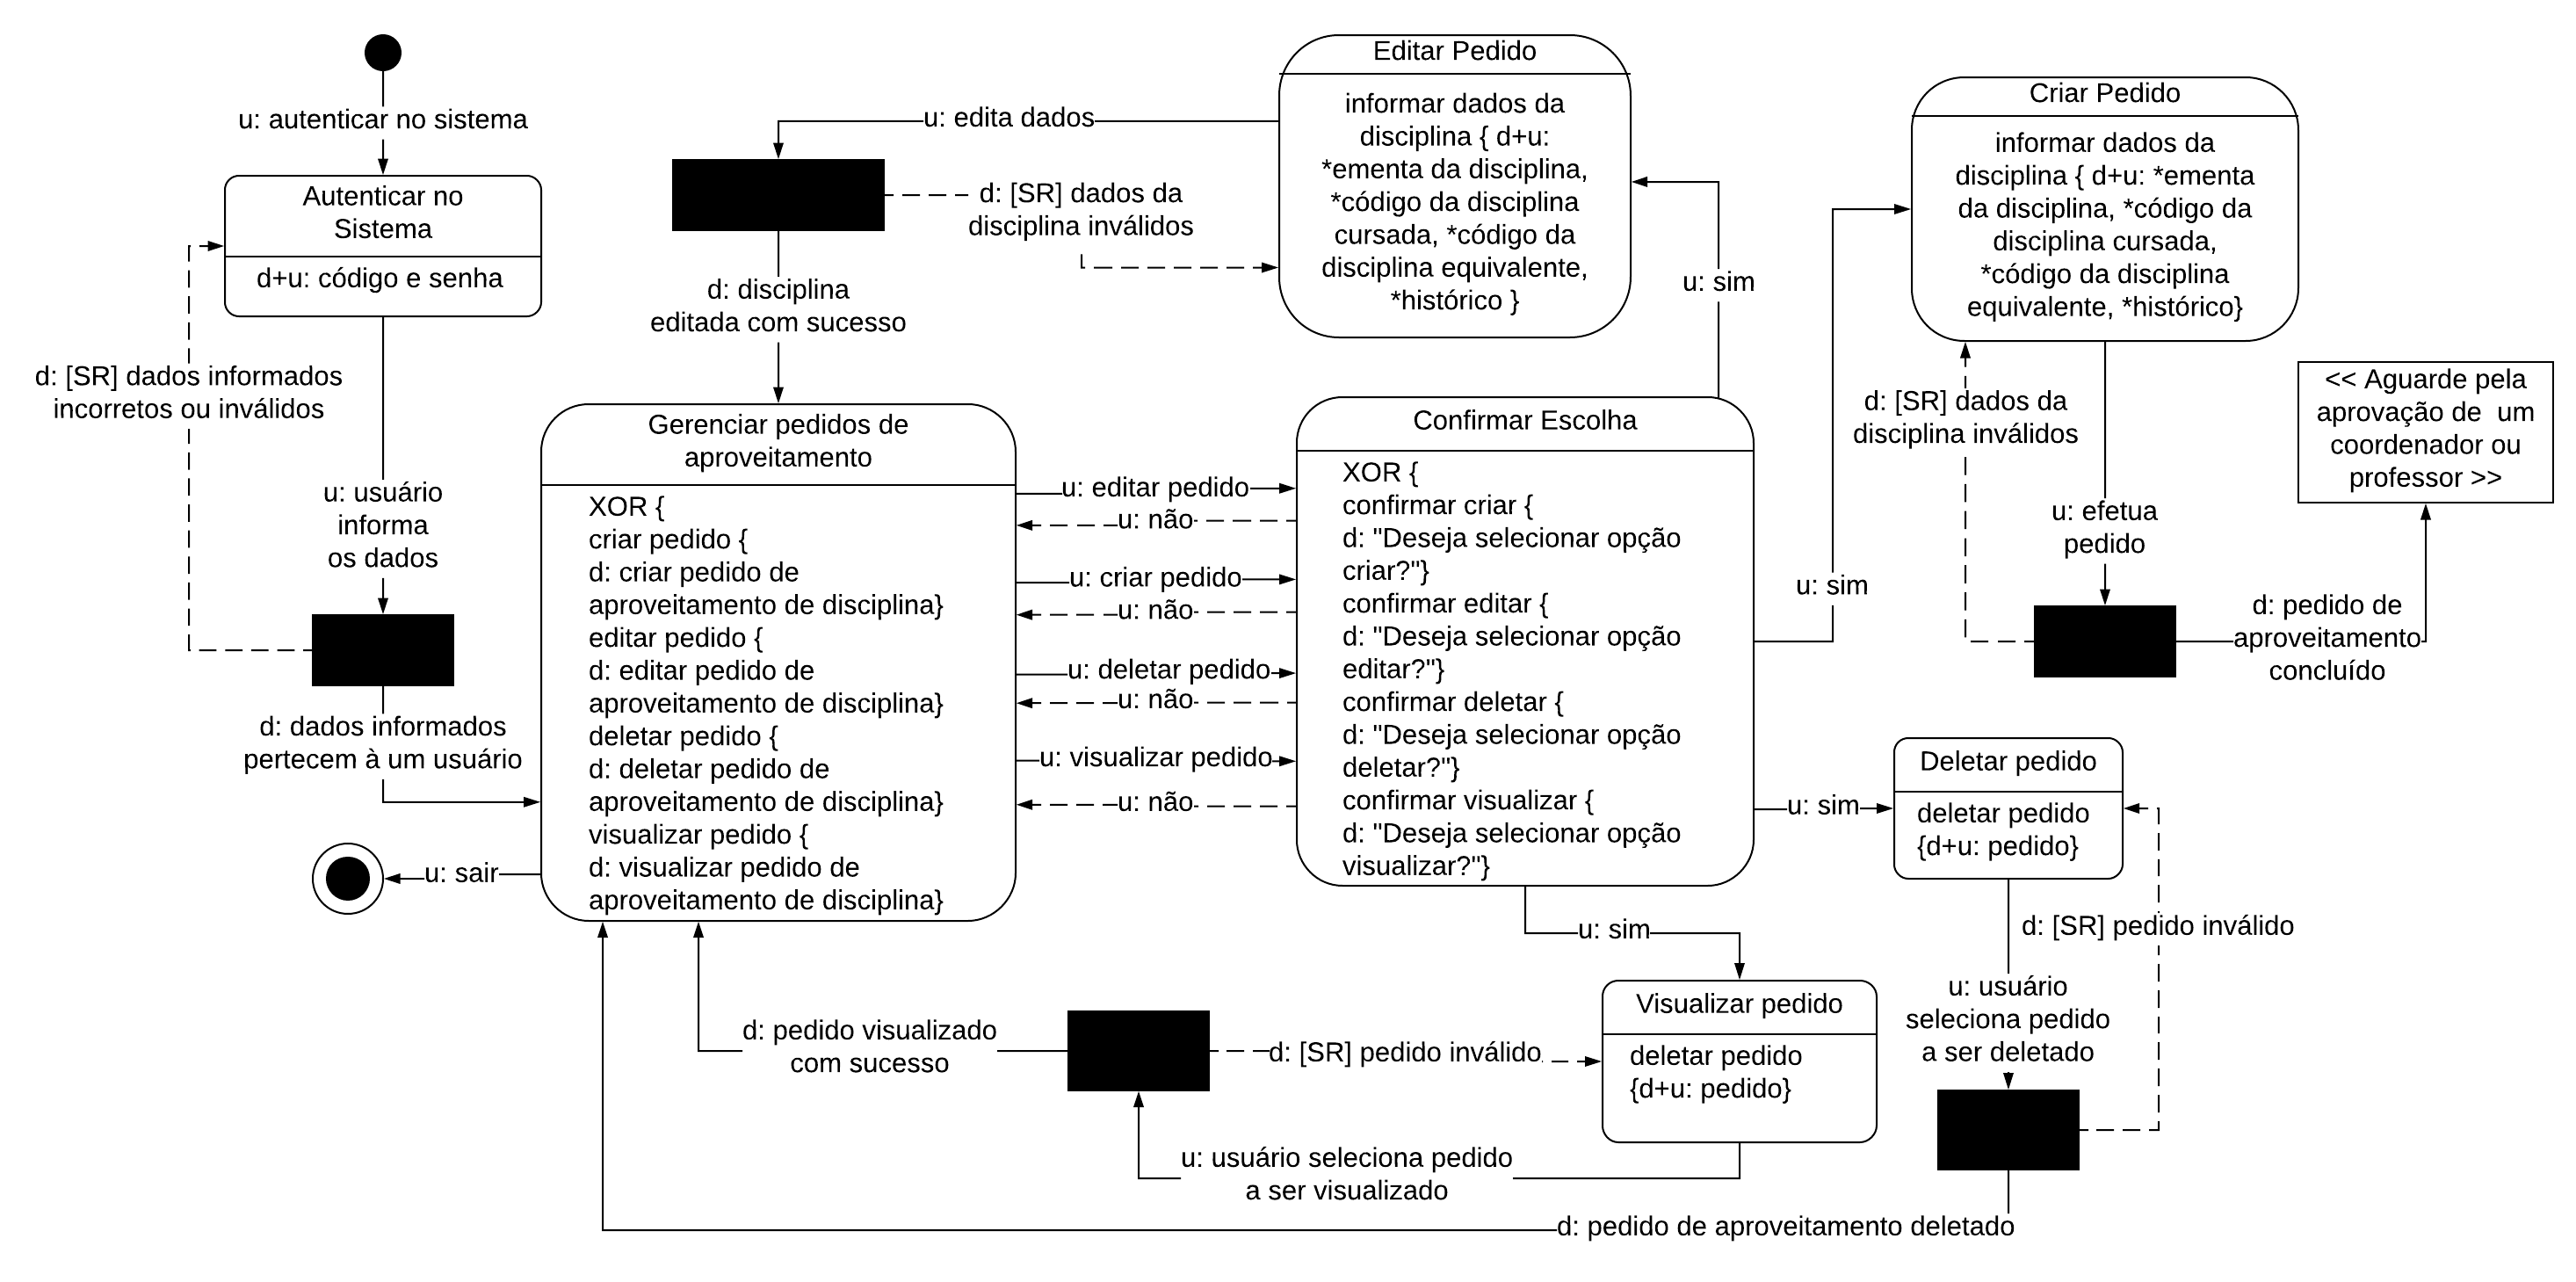 u: autenticar no sistema
Autenticar no
Sistema
d+u: código e senha
d: [SR] dados informados
incorretos ou inválidos
u: usuário
informa
os dados
d: dados informados
pertecem à um usuário
u: sair
u: edita dados
d: [SR] dados da
disciplina inválidos
d: disciplina
editada com sucesso
Editar Pedido
informar dados da
disciplina { d+u:
*ementa da disciplina,
*código da disciplina
cursada, *código da
disciplina equivalente,
*histórico }
Gerenciar pedidos de
aproveitamento
XOR {
criar pedido {
d: criar pedido de
aproveitamento de disciplina}
editar pedido {
d: editar pedido de
aproveitamento de disciplina}
deletar pedido {
d: deletar pedido de
aproveitamento de disciplina}
visualizar pedido {
d: visualizar pedido de
aproveitamento de disciplina}
u: editar pedido
u: não
u: criar pedido
u: não
u: deletar pedido
u: não
u: visualizar pedido
u: não
Confirmar Escolha
XOR {
confirmar criar {
d: "Deseja selecionar opção
criar?"}
confirmar editar {
d: "Deseja selecionar opção
editar?"}
confirmar deletar {
d: "Deseja selecionar opção
deletar?"}
confirmar visualizar {
d: "Deseja selecionar opção
visualizar?"}
u: sim
u: sim
u: sim
u: sim
Criar Pedido
informar dados da
disciplina { d+u: *ementa
da disciplina, *código da
disciplina cursada,
*código da disciplina
equivalente, *histórico}
d: [SR] dados da
disciplina inválidos
u: efetua
pedido
<< Aguarde pela
aprovação de  um
coordenador ou
professor >>
d: pedido de
aproveitamento
concluído
Deletar pedido
deletar pedido
{d+u: pedido}
d: [SR] pedido inválido
u: usuário
seleciona pedido
a ser deletado
Visualizar pedido
deletar pedido
{d+u: pedido}
d: pedido visualizado
com sucesso
d: [SR] pedido inválido
u: usuário seleciona pedido
a ser visualizado
d: pedido de aproveitamento deletado